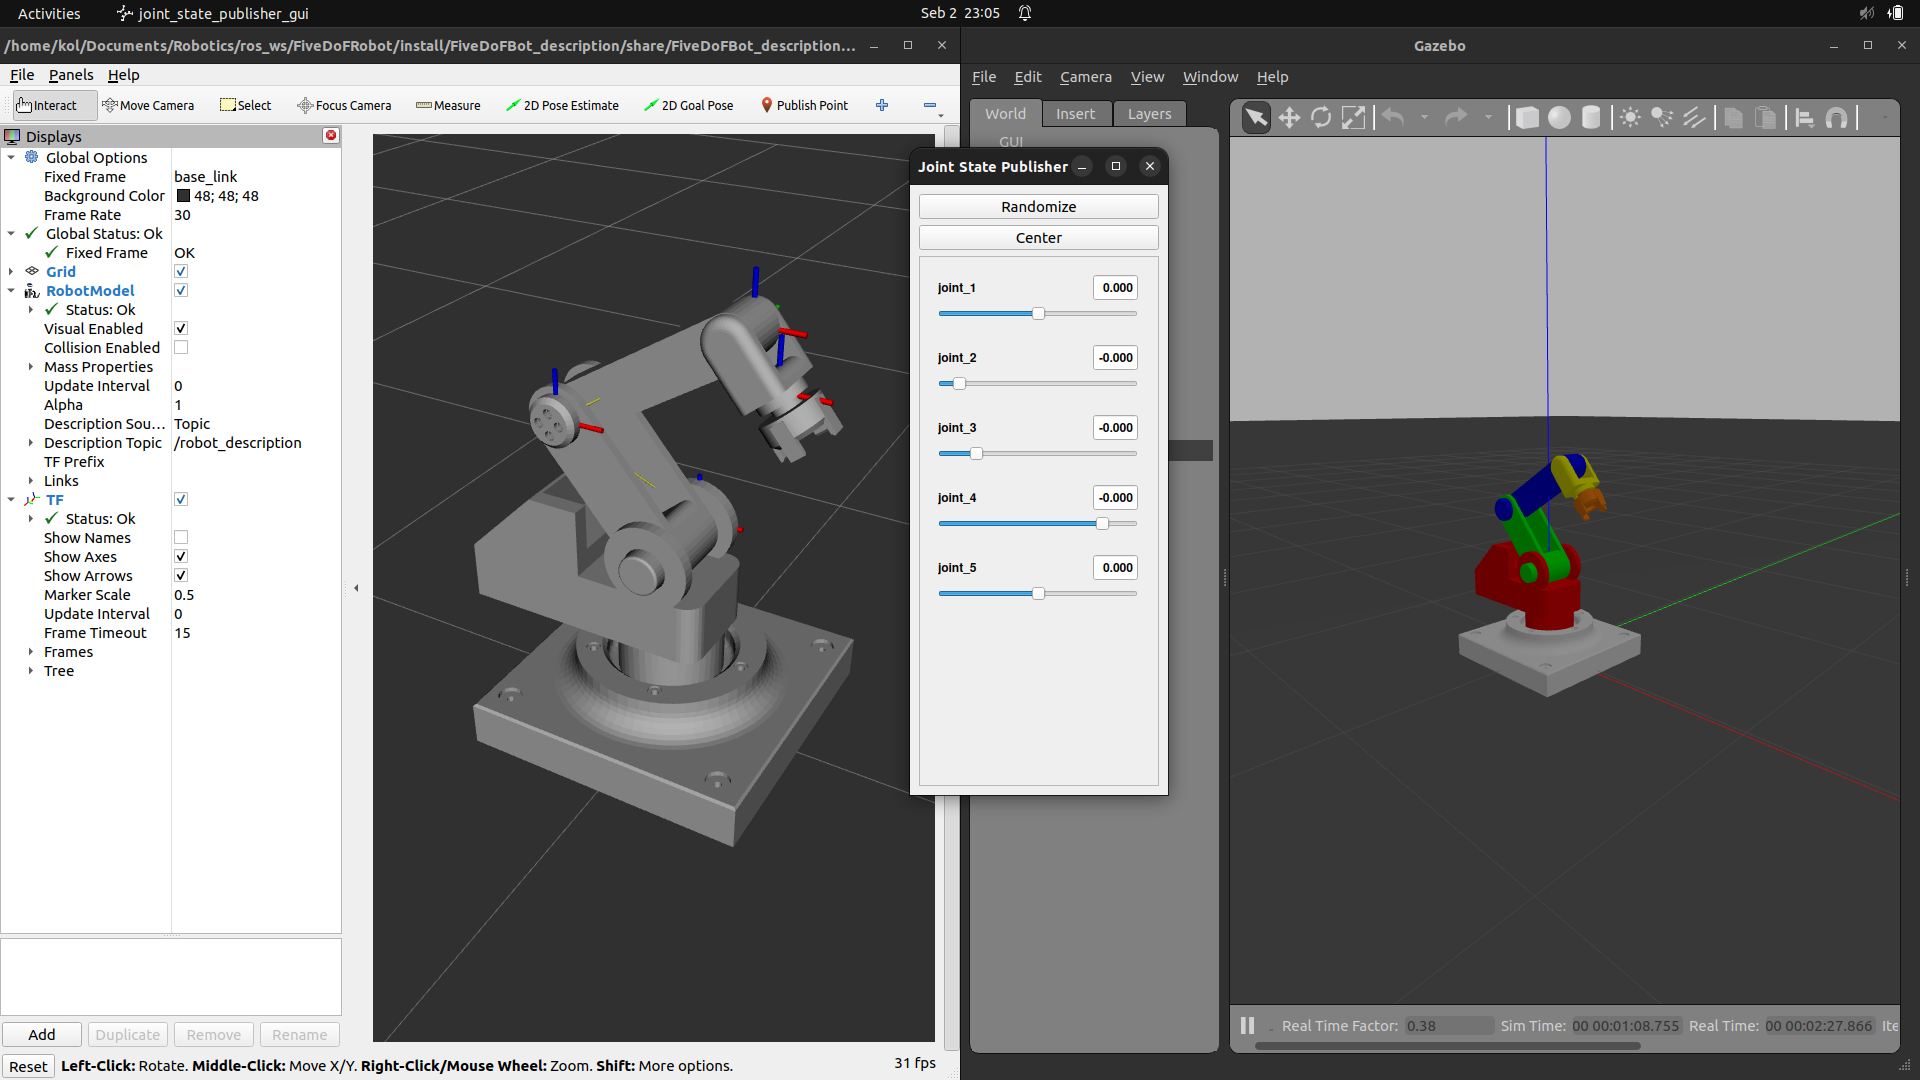 Activities
joint_state_publisher_gui
Seb 2 23:05
/home/kol/Documents/Robotics/ros_ws/FiveDoFRobot/install/FiveDoFBot_description/share/FiveDoFBot_description...
File Panels Help
Interact Move Camera Select Focus Camera Measure 2D Pose Estimate 2D Goal Pose Publish Point
Displays
Global Options
Fixed Frame base_link
Background Color 48; 48; 48
Frame Rate 30
Global Status: Ok
Fixed Frame OK
Grid
RobotModel
Status: Ok
Visual Enabled
Collision Enabled
Mass Properties
Update Interval 0
Alpha 1
Description Sou... Topic
Description Topic /robot_description
TF Prefix
Links
TF
Status: Ok
Show Names
Show Axes
Show Arrows
Marker Scale 0.5
Update Interval 0
Frame Timeout 15
Frames
Tree
Add Duplicate Remove Rename
Reset Left-Click: Rotate. Middle-Click: Move X/Y. Right-Click/Mouse Wheel: Zoom. Shift: More options.
31 fps
Joint State Publisher
Randomize
Center
joint_1 0.000
joint_2 -0.000
joint_3 -0.000
joint_4 -0.000
joint_5 0.000
Gazebo
File Edit Camera View Window Help
World Insert Layers
GUI
Real Time Factor: 0.38 Sim Time: 00 00:01:08.755 Real Time: 00 00:02:27.866 Ite